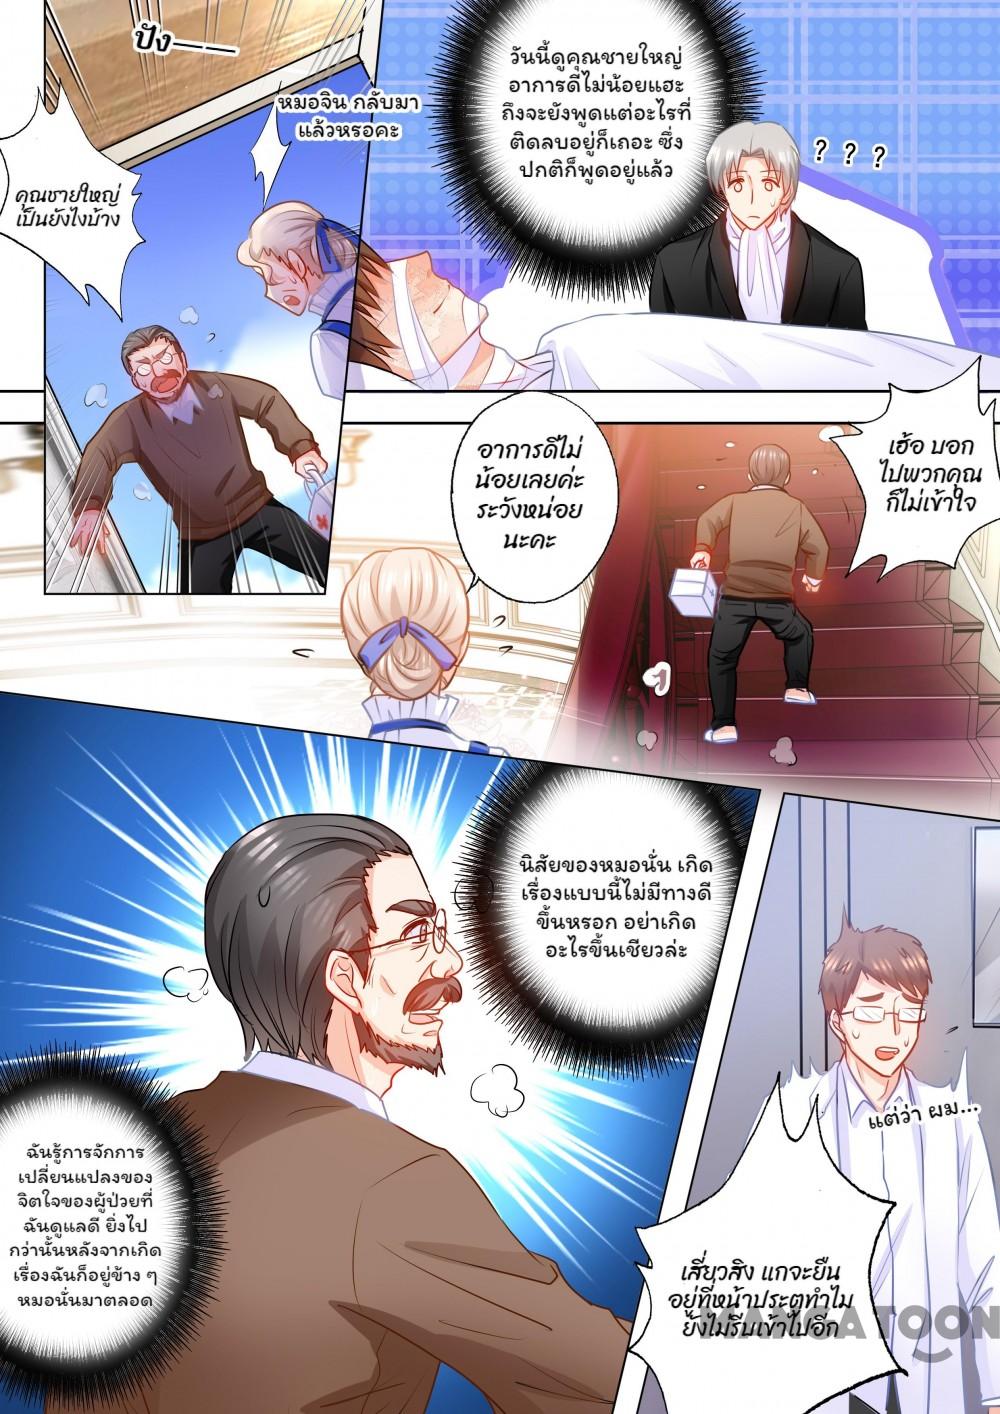 วันนี้ดูคุณชายใหญ่
อาการดีไม่น้อยแฮะ
ถึงจะยังพูดแต่อะไรที่
ติดลบอยู่ก็เถอะ ซึ่ง
ปกติก็พูดอยู่แล้ว
? ? ?
ปัง——
หมอจิน กลับมา
แล้วหรอคะ
คุณชายใหญ่
เป็นยังไงบ้าง
อาการดีไม่
น้อยเลยค่ะ
ระวังหน่อย
นะคะ
เฮ้อ บอก
ไปพวกคุณ
ก็ไม่เข้าใจ
นิสัยของหมอนั่น เกิด
เรื่องแบบนี้ไม่มีทางดี
ขึ้นหรอก อย่าเกิด
อะไรขึ้นเชียวล่ะ
ฉันรู้การจักการ
เปลี่ยนแปลงของ
จิตใจของผู้ป่วยที่
ฉันดูแลดี ยิ่งไป
กว่านั้นหลังจากเกิด
เรื่องฉันก็อยู่ข้าง ๆ
หมอนั่นมาตลอด
แต่ว่า ผม...
เสี่ยวสิง แกจะยืน
อยู่ที่หน้าประตูทำไม
ยังไม่รีบเข้าไปอีก
MANGATOON